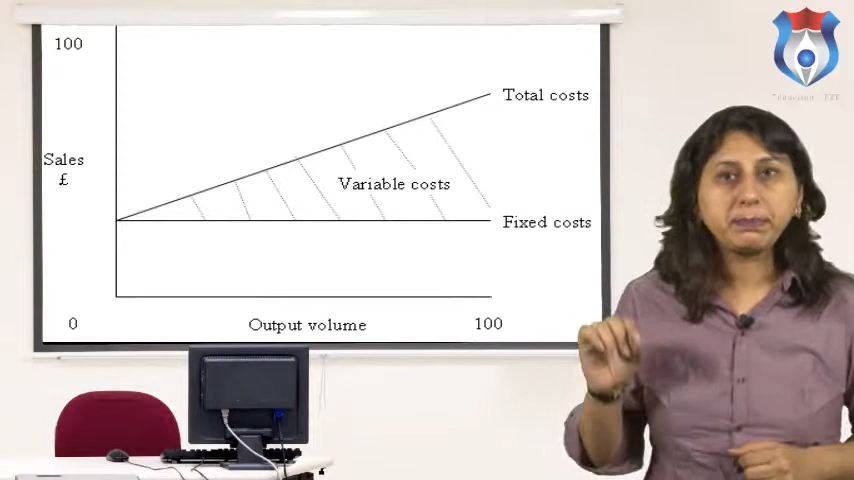 100
Total costs
Sales
£
Variable costs
Fixed costs
0
Output volume
100